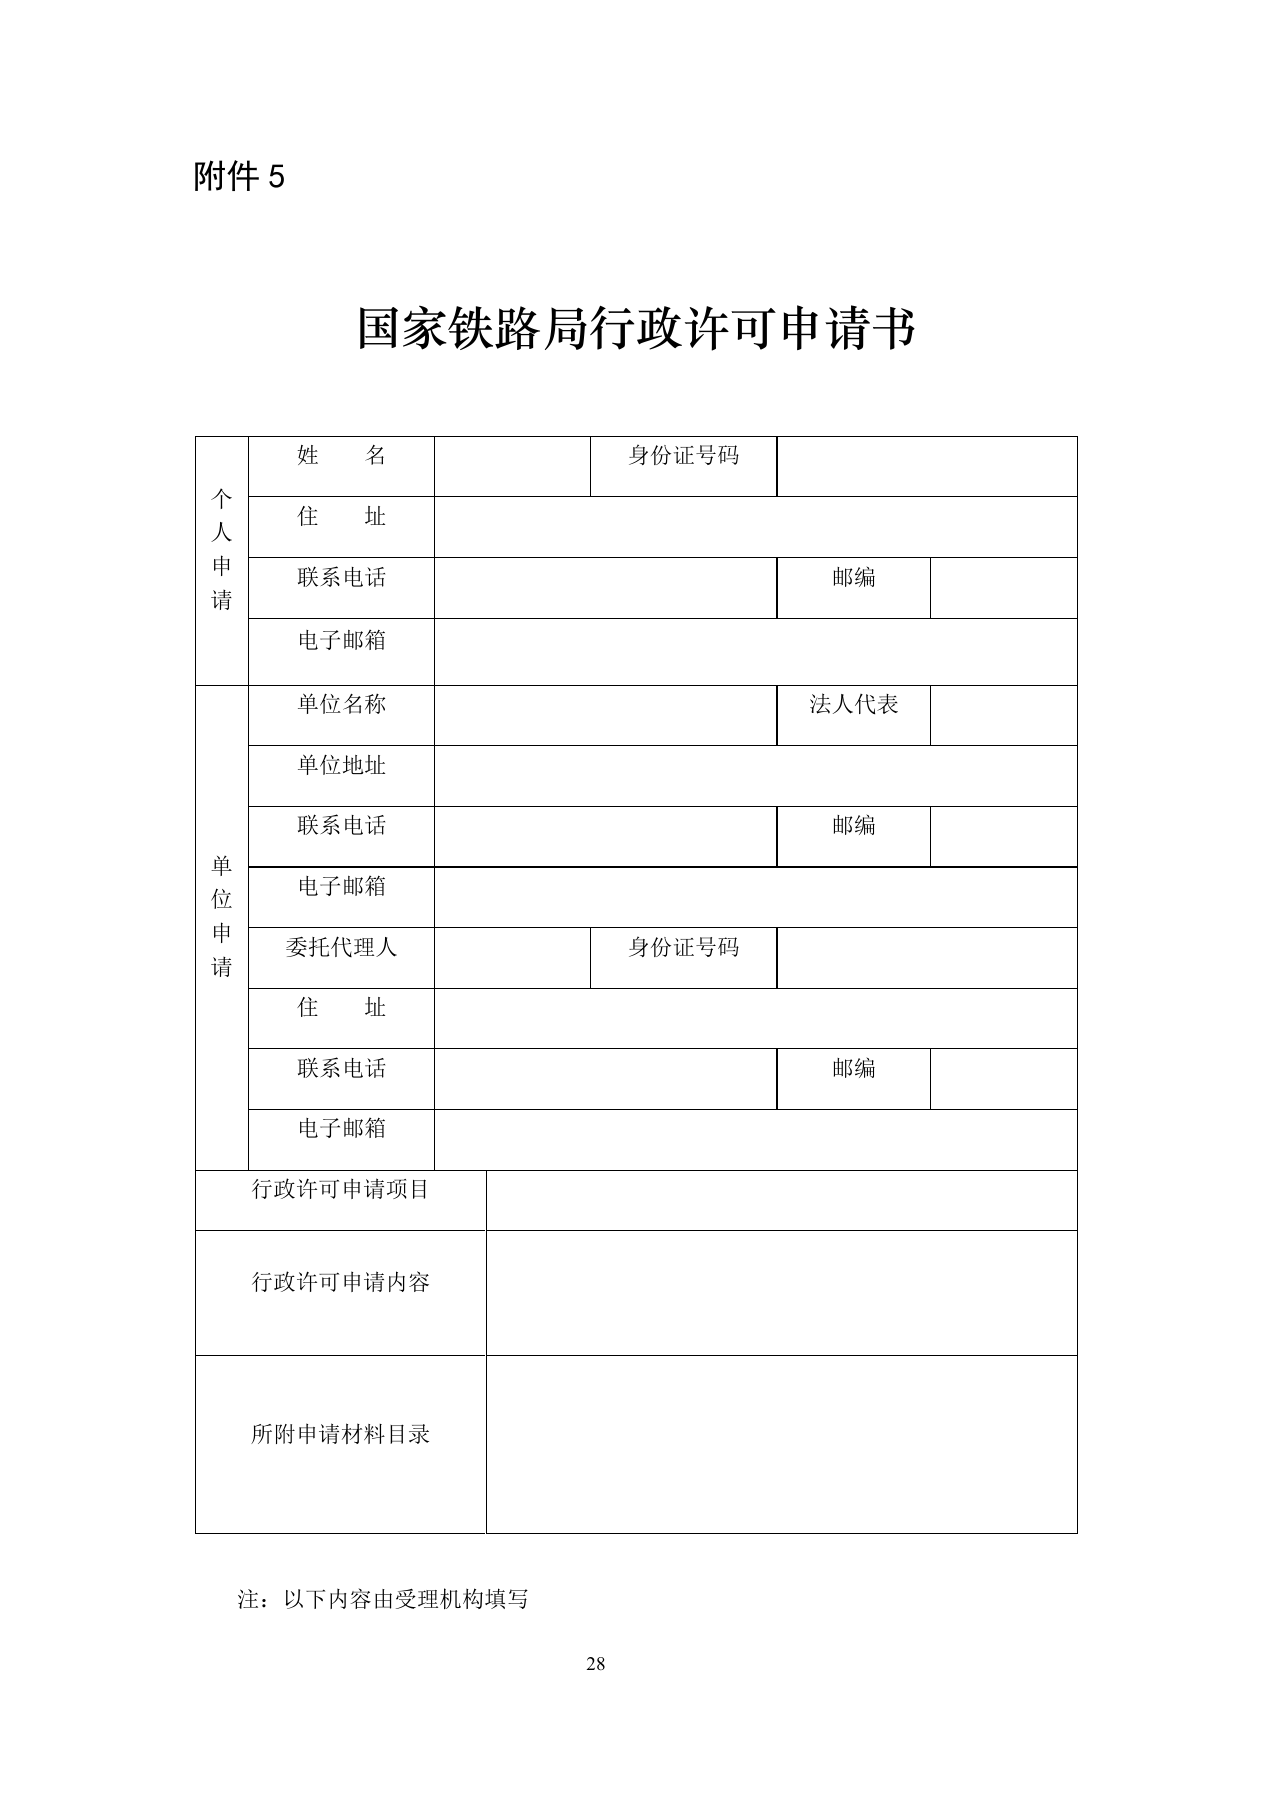 附件 5
国家铁路局行政许可申请书
个人申请
姓　　名　　身份证号码
住　　址
联系电话　　邮编
电子邮箱
单位申请
单位名称　　法人代表
单位地址
联系电话　　邮编
电子邮箱
委托代理人　　身份证号码
住　　址
联系电话　　邮编
电子邮箱
行政许可申请项目
行政许可申请内容
所附申请材料目录
注：以下内容由受理机构填写
28